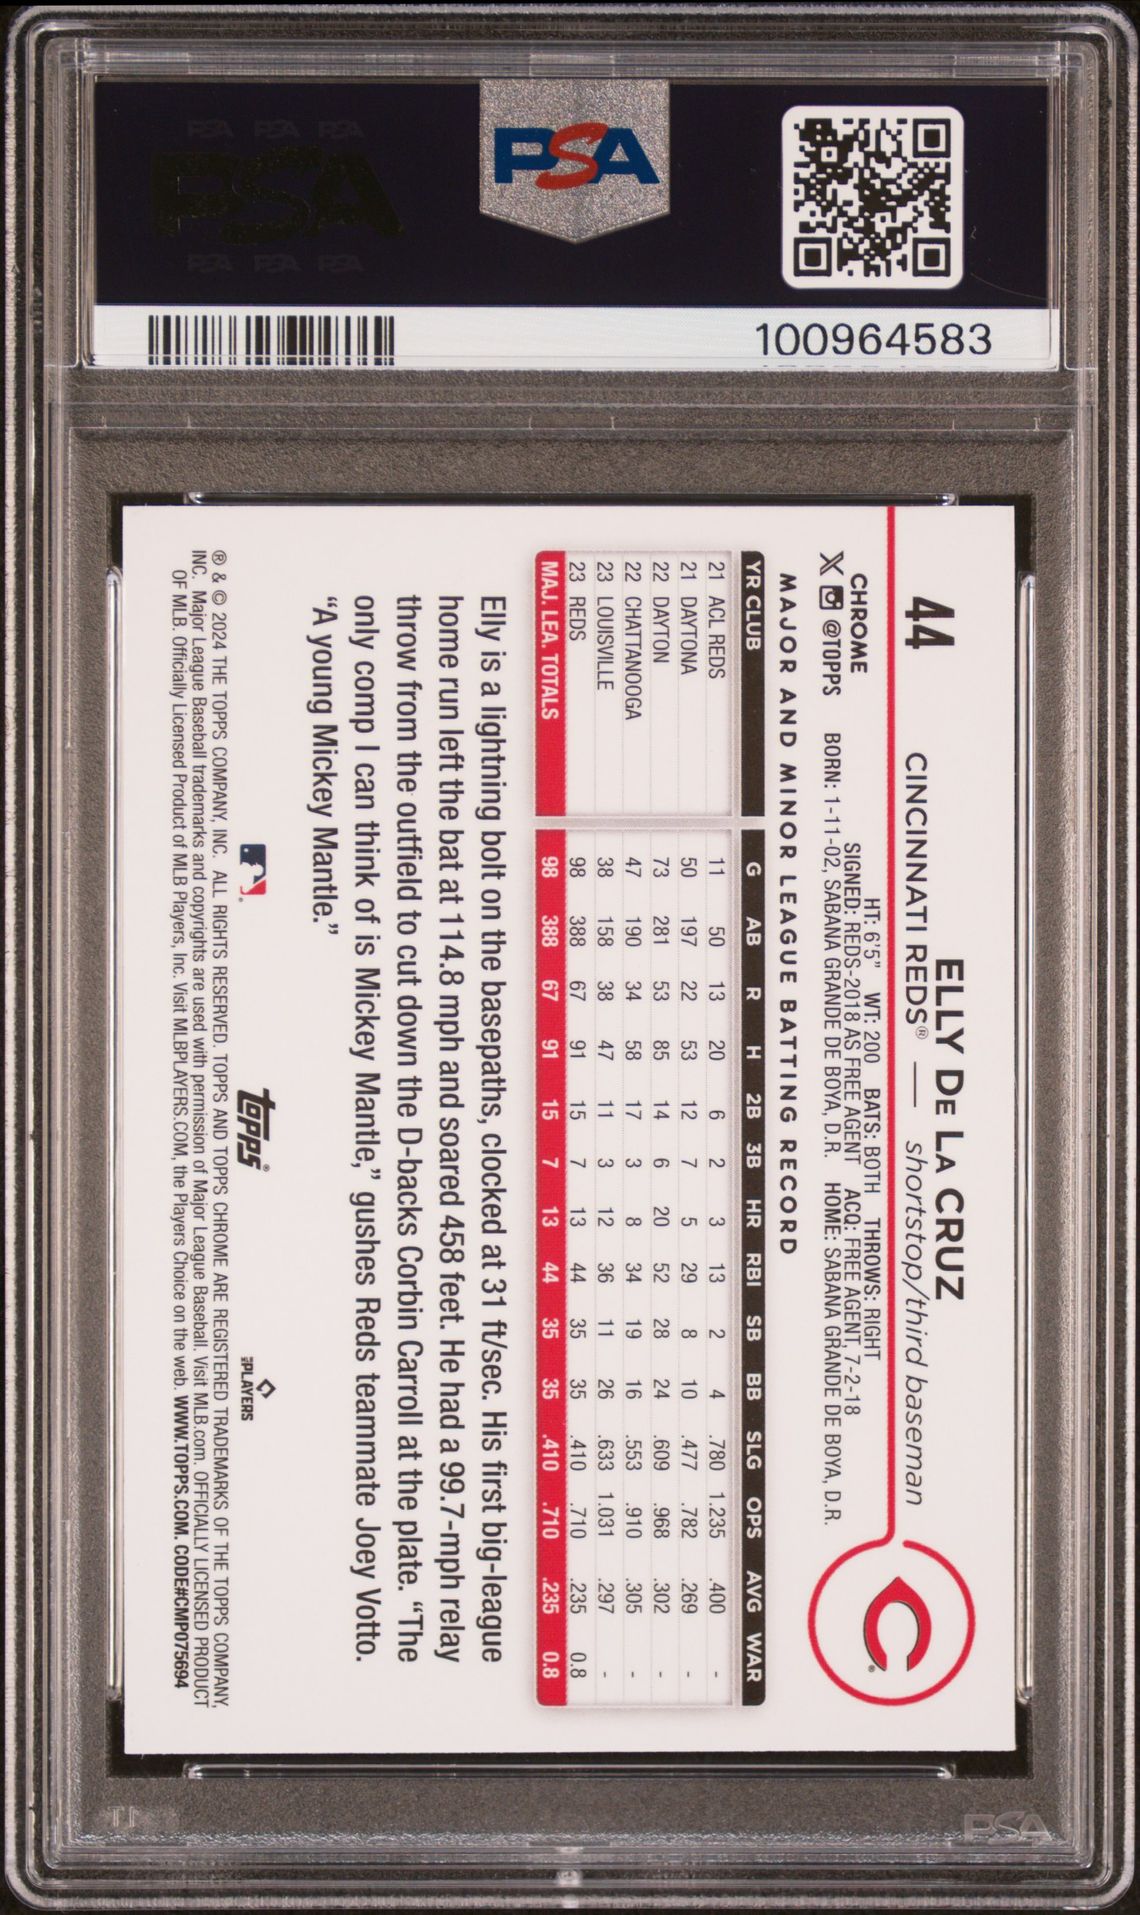 PSA PSA PSA
PSA
PSA PSA PSA
PSA
100964583
44
ELLY DE LA CRUZ
CINCINNATI REDS® — shortstop/third baseman
HT: 6'5" WT: 200 BATS: BOTH THROWS: RIGHT
CHROME SIGNED: REDS-2018 AS FREE AGENT ACQ: FREE AGENT, 7-2-18
@TOPPS BORN: 1-11-02, SABANA GRANDE DE BOYA, D.R. HOME: SABANA GRANDE DE BOYA, D.R.
C®
MAJOR AND MINOR LEAGUE BATTING RECORD
YR CLUB G AB R H 2B 3B HR RBI SB BB SLG OPS AVG WAR
21 ACL REDS 11 50 13 20 6 2 3 13 2 4 .780 1.235 .400 -
21 DAYTONA 50 197 22 53 12 7 5 29 8 10 .477 .782 .269 -
22 DAYTON 73 281 53 85 14 6 20 52 28 24 .609 .968 .302 -
22 CHATTANOOGA 47 190 34 58 17 3 8 34 19 16 .553 .910 .305 -
23 LOUISVILLE 38 158 38 47 11 3 12 36 11 26 .633 1.031 .297 -
23 REDS 98 388 67 91 15 7 13 44 35 35 .410 .710 .235 0.8
MAJ. LEA. TOTALS 98 388 67 91 15 7 13 44 35 35 .410 .710 .235 0.8
Elly is a lightning bolt on the basepaths, clocked at 31 ft/sec. His first big-league
home run left the bat at 114.8 mph and soared 458 feet. He had a 99.7-mph relay
throw from the outfield to cut down the D-backs Corbin Carroll at the plate. “The
only comp I can think of is Mickey Mantle,” gushes Reds teammate Joey Votto.
“A young Mickey Mantle.”
topps®
PLAYERS
® & © 2024 THE TOPPS COMPANY, INC. ALL RIGHTS RESERVED. TOPPS AND TOPPS CHROME ARE REGISTERED TRADEMARKS OF THE TOPPS COMPANY,
INC. Major League Baseball trademarks and copyrights are used with permission of Major League Baseball. Visit MLB.com. OFFICIALLY LICENSED PRODUCT
OF MLB. Officially Licensed Product of MLB Players, Inc. Visit MLBPLAYERS.COM, the Players Choice on the web. WWW.TOPPS.COM. CODE#CMP075694
PSA